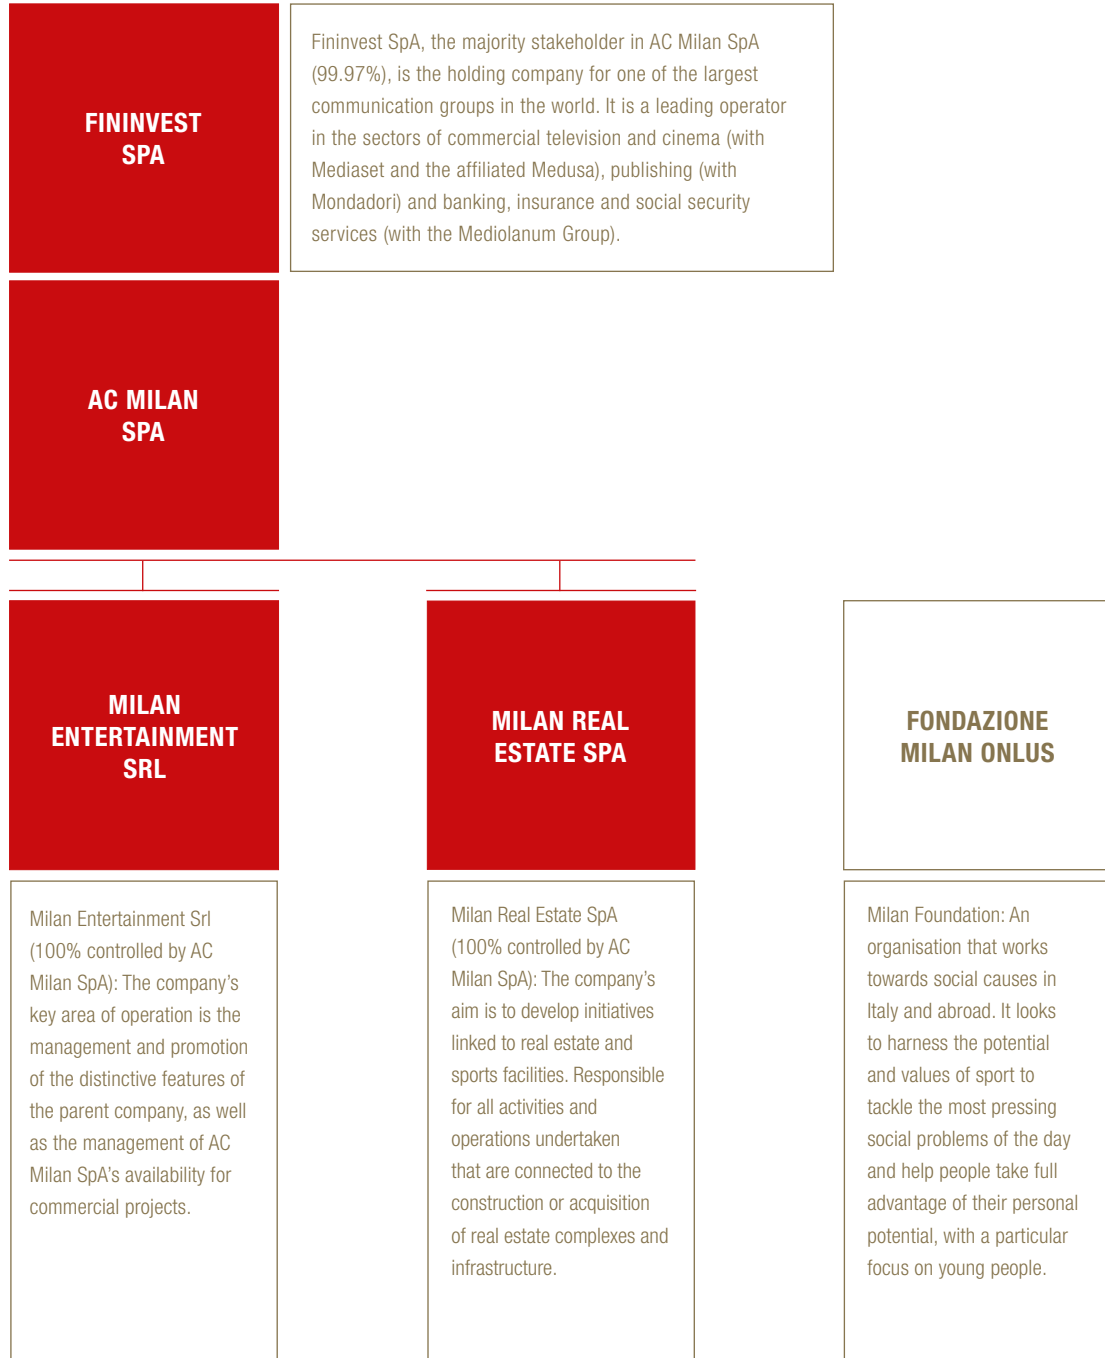 FININVEST
SPA
Fininvest SpA, the majority stakeholder in AC Milan SpA
(99.97%), is the holding company for one of the largest
communication groups in the world. It is a leading operator
in the sectors of commercial television and cinema (with
Mediaset and the affiliated Medusa), publishing (with
Mondadori) and banking, insurance and social security
services (with the Mediolanum Group).
AC MILAN
SPA
MILAN
ENTERTAINMENT
SRL
MILAN REAL
ESTATE SPA
FONDAZIONE
MILAN ONLUS
Milan Entertainment Srl
(100% controlled by AC
Milan SpA): The company’s
key area of operation is the
management and promotion
of the distinctive features of
the parent company, as well
as the management of AC
Milan SpA’s availability for
commercial projects.
Milan Real Estate SpA
(100% controlled by AC
Milan SpA): The company’s
aim is to develop initiatives
linked to real estate and
sports facilities. Responsible
for all activities and
operations undertaken
that are connected to the
construction or acquisition
of real estate complexes and
infrastructure.
Milan Foundation: An
organisation that works
towards social causes in
Italy and abroad. It looks
to harness the potential
and values of sport to
tackle the most pressing
social problems of the day
and help people take full
advantage of their personal
potential, with a particular
focus on young people.